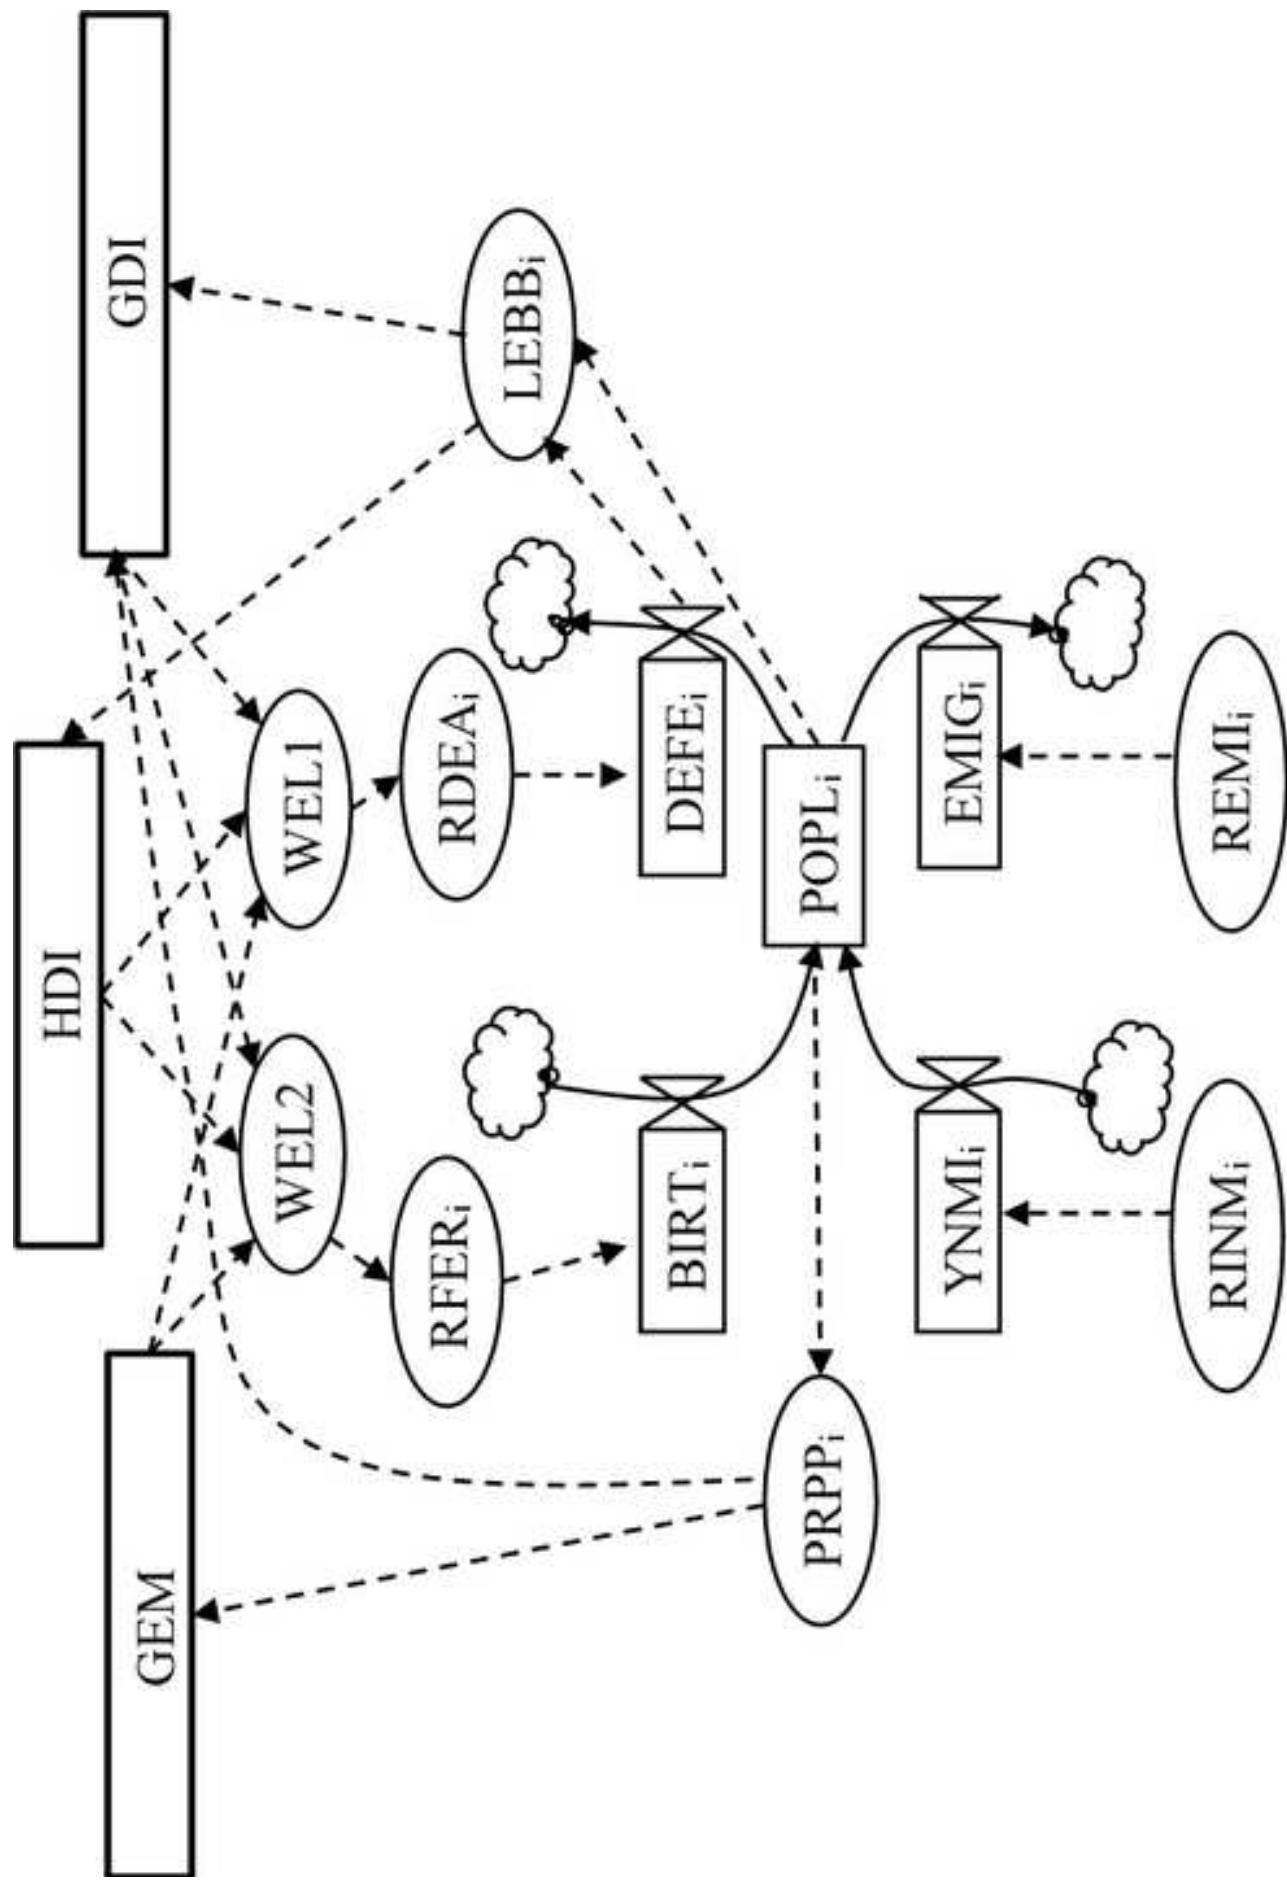 HDI
GEM
GDI
WEL2
WEL1
RFERᵢ
RDEAᵢ
LEBBᵢ
BIRTᵢ
DEFEᵢ
PRPPᵢ
POPLᵢ
YNMIᵢ
EMIGᵢ
RINMᵢ
REMIᵢ